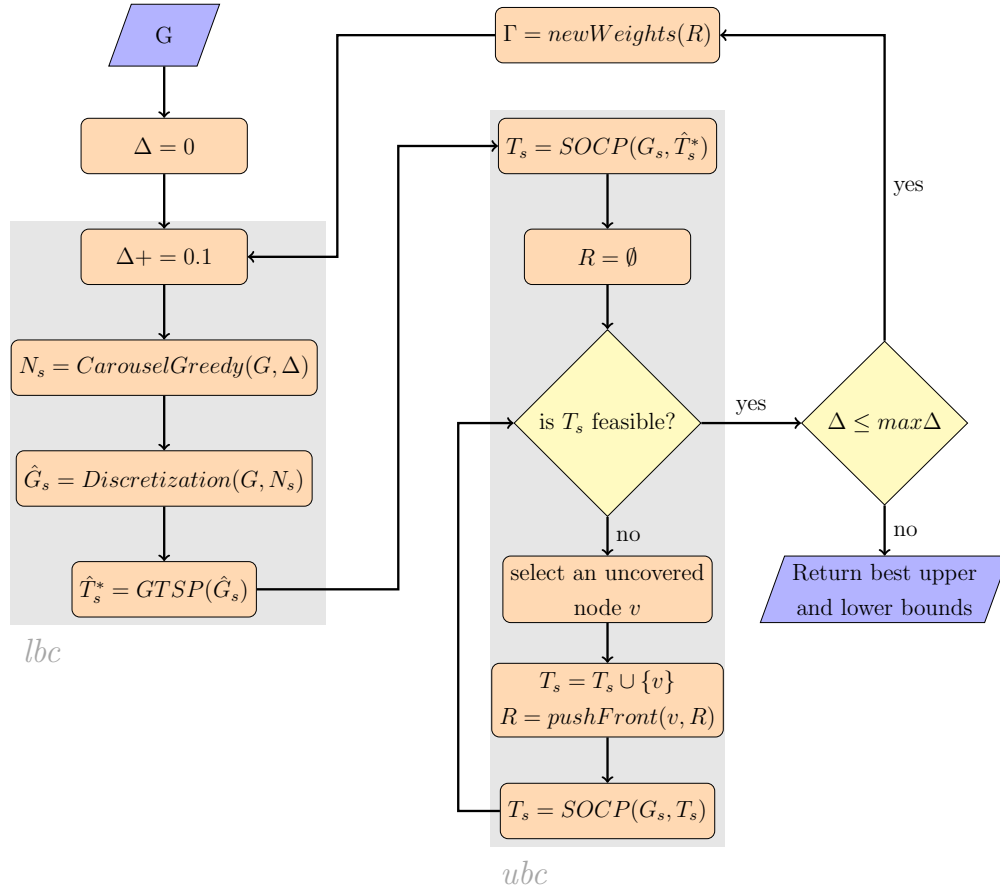 G
Δ = 0
Δ+ = 0.1
N_s = CarouselGreedy(G, Δ)
Ĝ_s = Discretization(G, N_s)
T̂_s^* = GTSP(Ĝ_s)
lbc
Γ = newWeights(R)
T_s = SOCP(G_s, T̂_s^*)
R = ∅
is T_s feasible?
yes
no
select an uncovered
node v
T_s = T_s ∪ {v}
R = pushFront(v, R)
T_s = SOCP(G_s, T_s)
ubc
yes
Δ ≤ maxΔ
no
Return best upper
and lower bounds